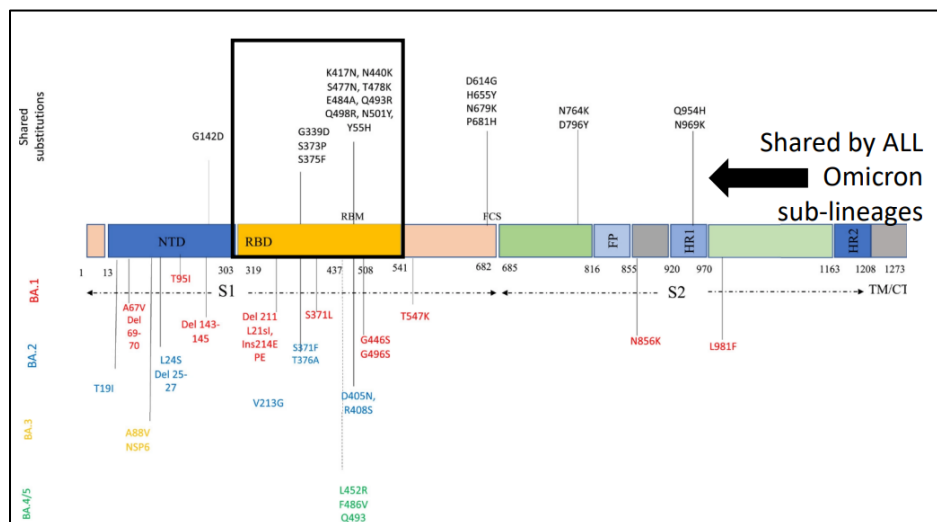 Shared
substitutions
G142D
G339D
S373P
S375F
K417N, N440K
S477N, T478K
E484A, Q493R
Q498R, N501Y,
Y55H
D614G
H655Y
N679K
P681H
N764K
D796Y
Q954H
N969K
Shared by ALL
Omicron
sub-lineages
RBM
FCS
NTD
RBD
FP
HR1
HR2
1
13
303
319
437
508
541
682
685
816
855
920
970
1163
1208
1273
S1
S2
TM/CT
BA.1
T95I
A67V
Del
69-
70
Del 143-
145
Del 211
L21sI,
Ins214E
PE
S371L
G446S
G496S
T547K
N856K
L981F
BA.2
T19I
L24S
Del 25-
27
V213G
S371F
T376A
D405N,
R408S
BA.3
A88V
NSP6
BA.4/5
L452R
F486V
Q493